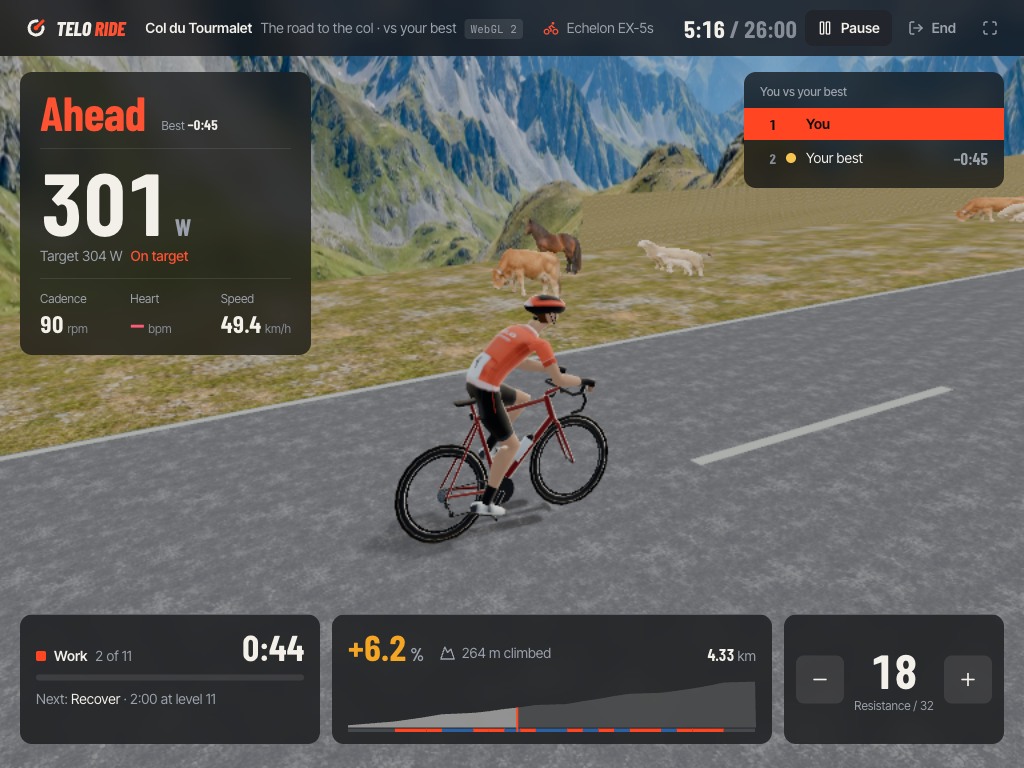 TELO RIDE Col du Tourmalet The road to the col · vs your best WebGL 2 Echelon EX-5s 5:16 / 26:00 Pause End
Ahead Best −0:45
301 W
Target 304 W On target
Cadence Heart Speed
90 rpm — bpm 49.4 km/h
You vs your best
1 You
2 Your best −0:45
Work 2 of 11 0:44
Next: Recover · 2:00 at level 11
+6.2 % 264 m climbed 4.33 km
− 18 +
Resistance / 32